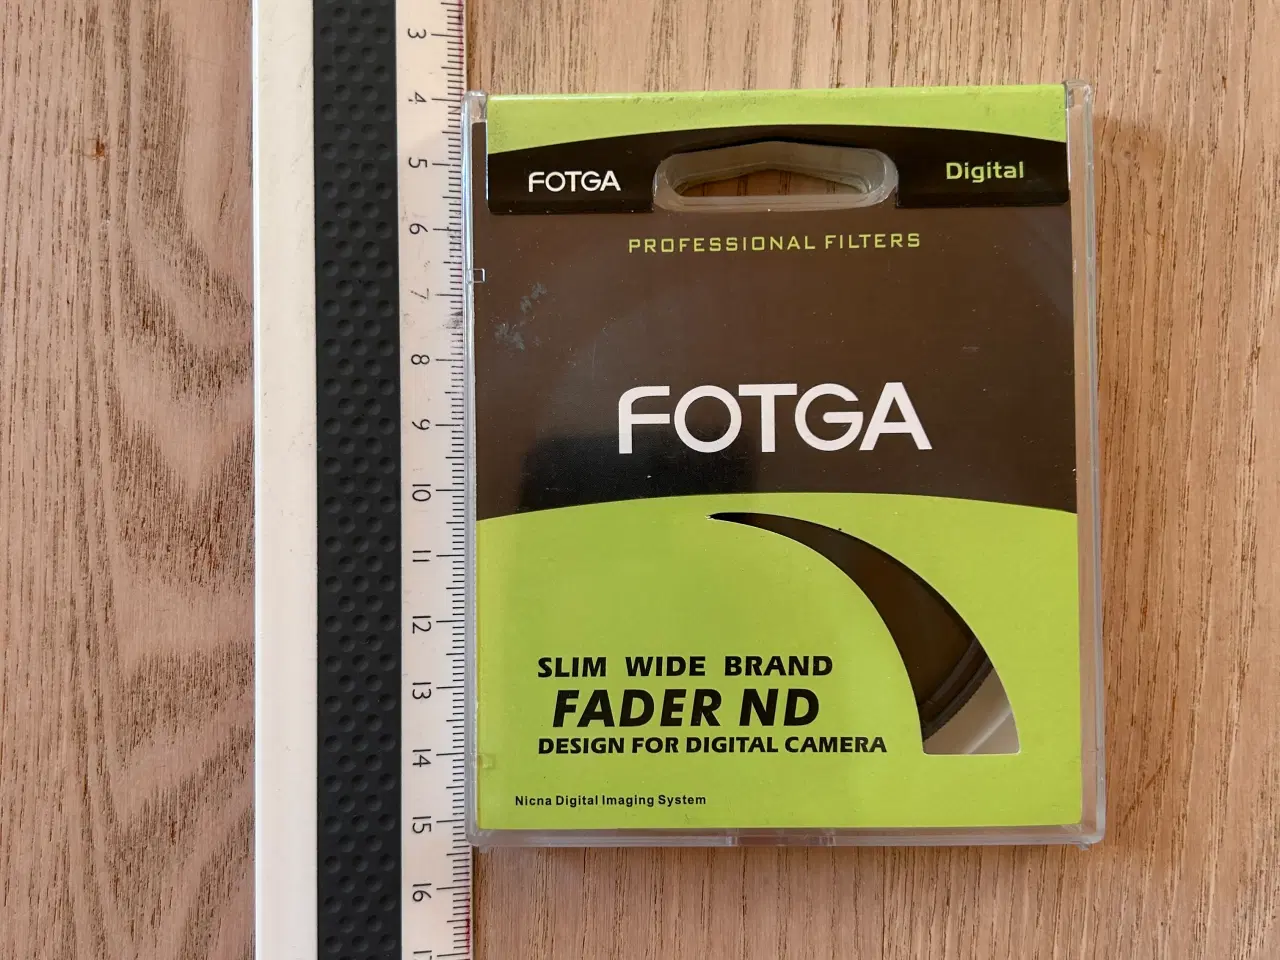 3
4
5
6
7
8
9
10
11
12
13
14
15
16
FOTGA
Digital
PROFESSIONAL FILTERS
FOTGA
SLIM WIDE BRAND
FADER ND
DESIGN FOR DIGITAL CAMERA
Nicna Digital Imaging System